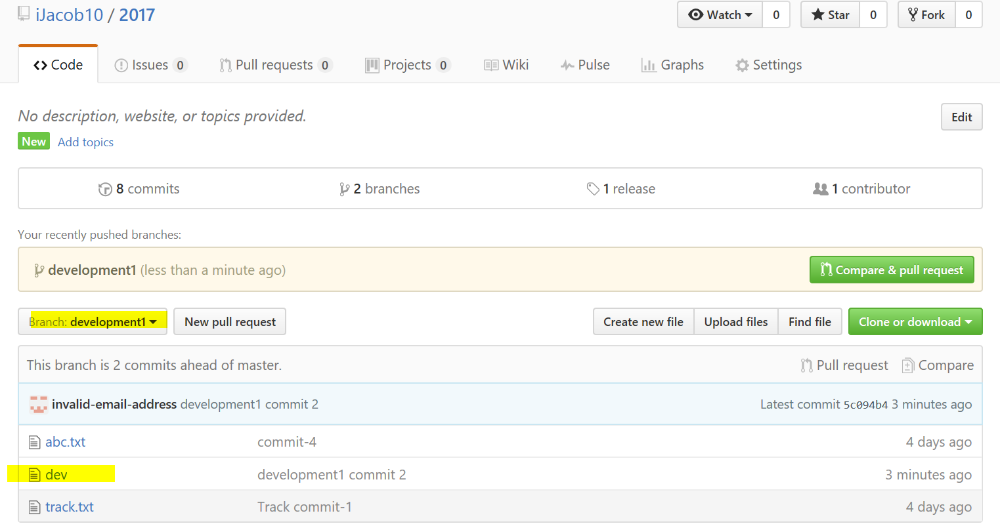 iJacob10 / 2017 Watch 0 Star 0 Fork 0
Code Issues 0 Pull requests 0 Projects 0 Wiki Pulse Graphs Settings
No description, website, or topics provided. Edit
New Add topics
8 commits 2 branches 1 release 1 contributor
Your recently pushed branches:
development1 (less than a minute ago) Compare & pull request
Branch: development1 New pull request Create new file Upload files Find file Clone or download
This branch is 2 commits ahead of master. Pull request Compare
invalid-email-address development1 commit 2 Latest commit 5c094b4 3 minutes ago
abc.txt commit-4 4 days ago
dev development1 commit 2 3 minutes ago
track.txt Track commit-1 4 days ago